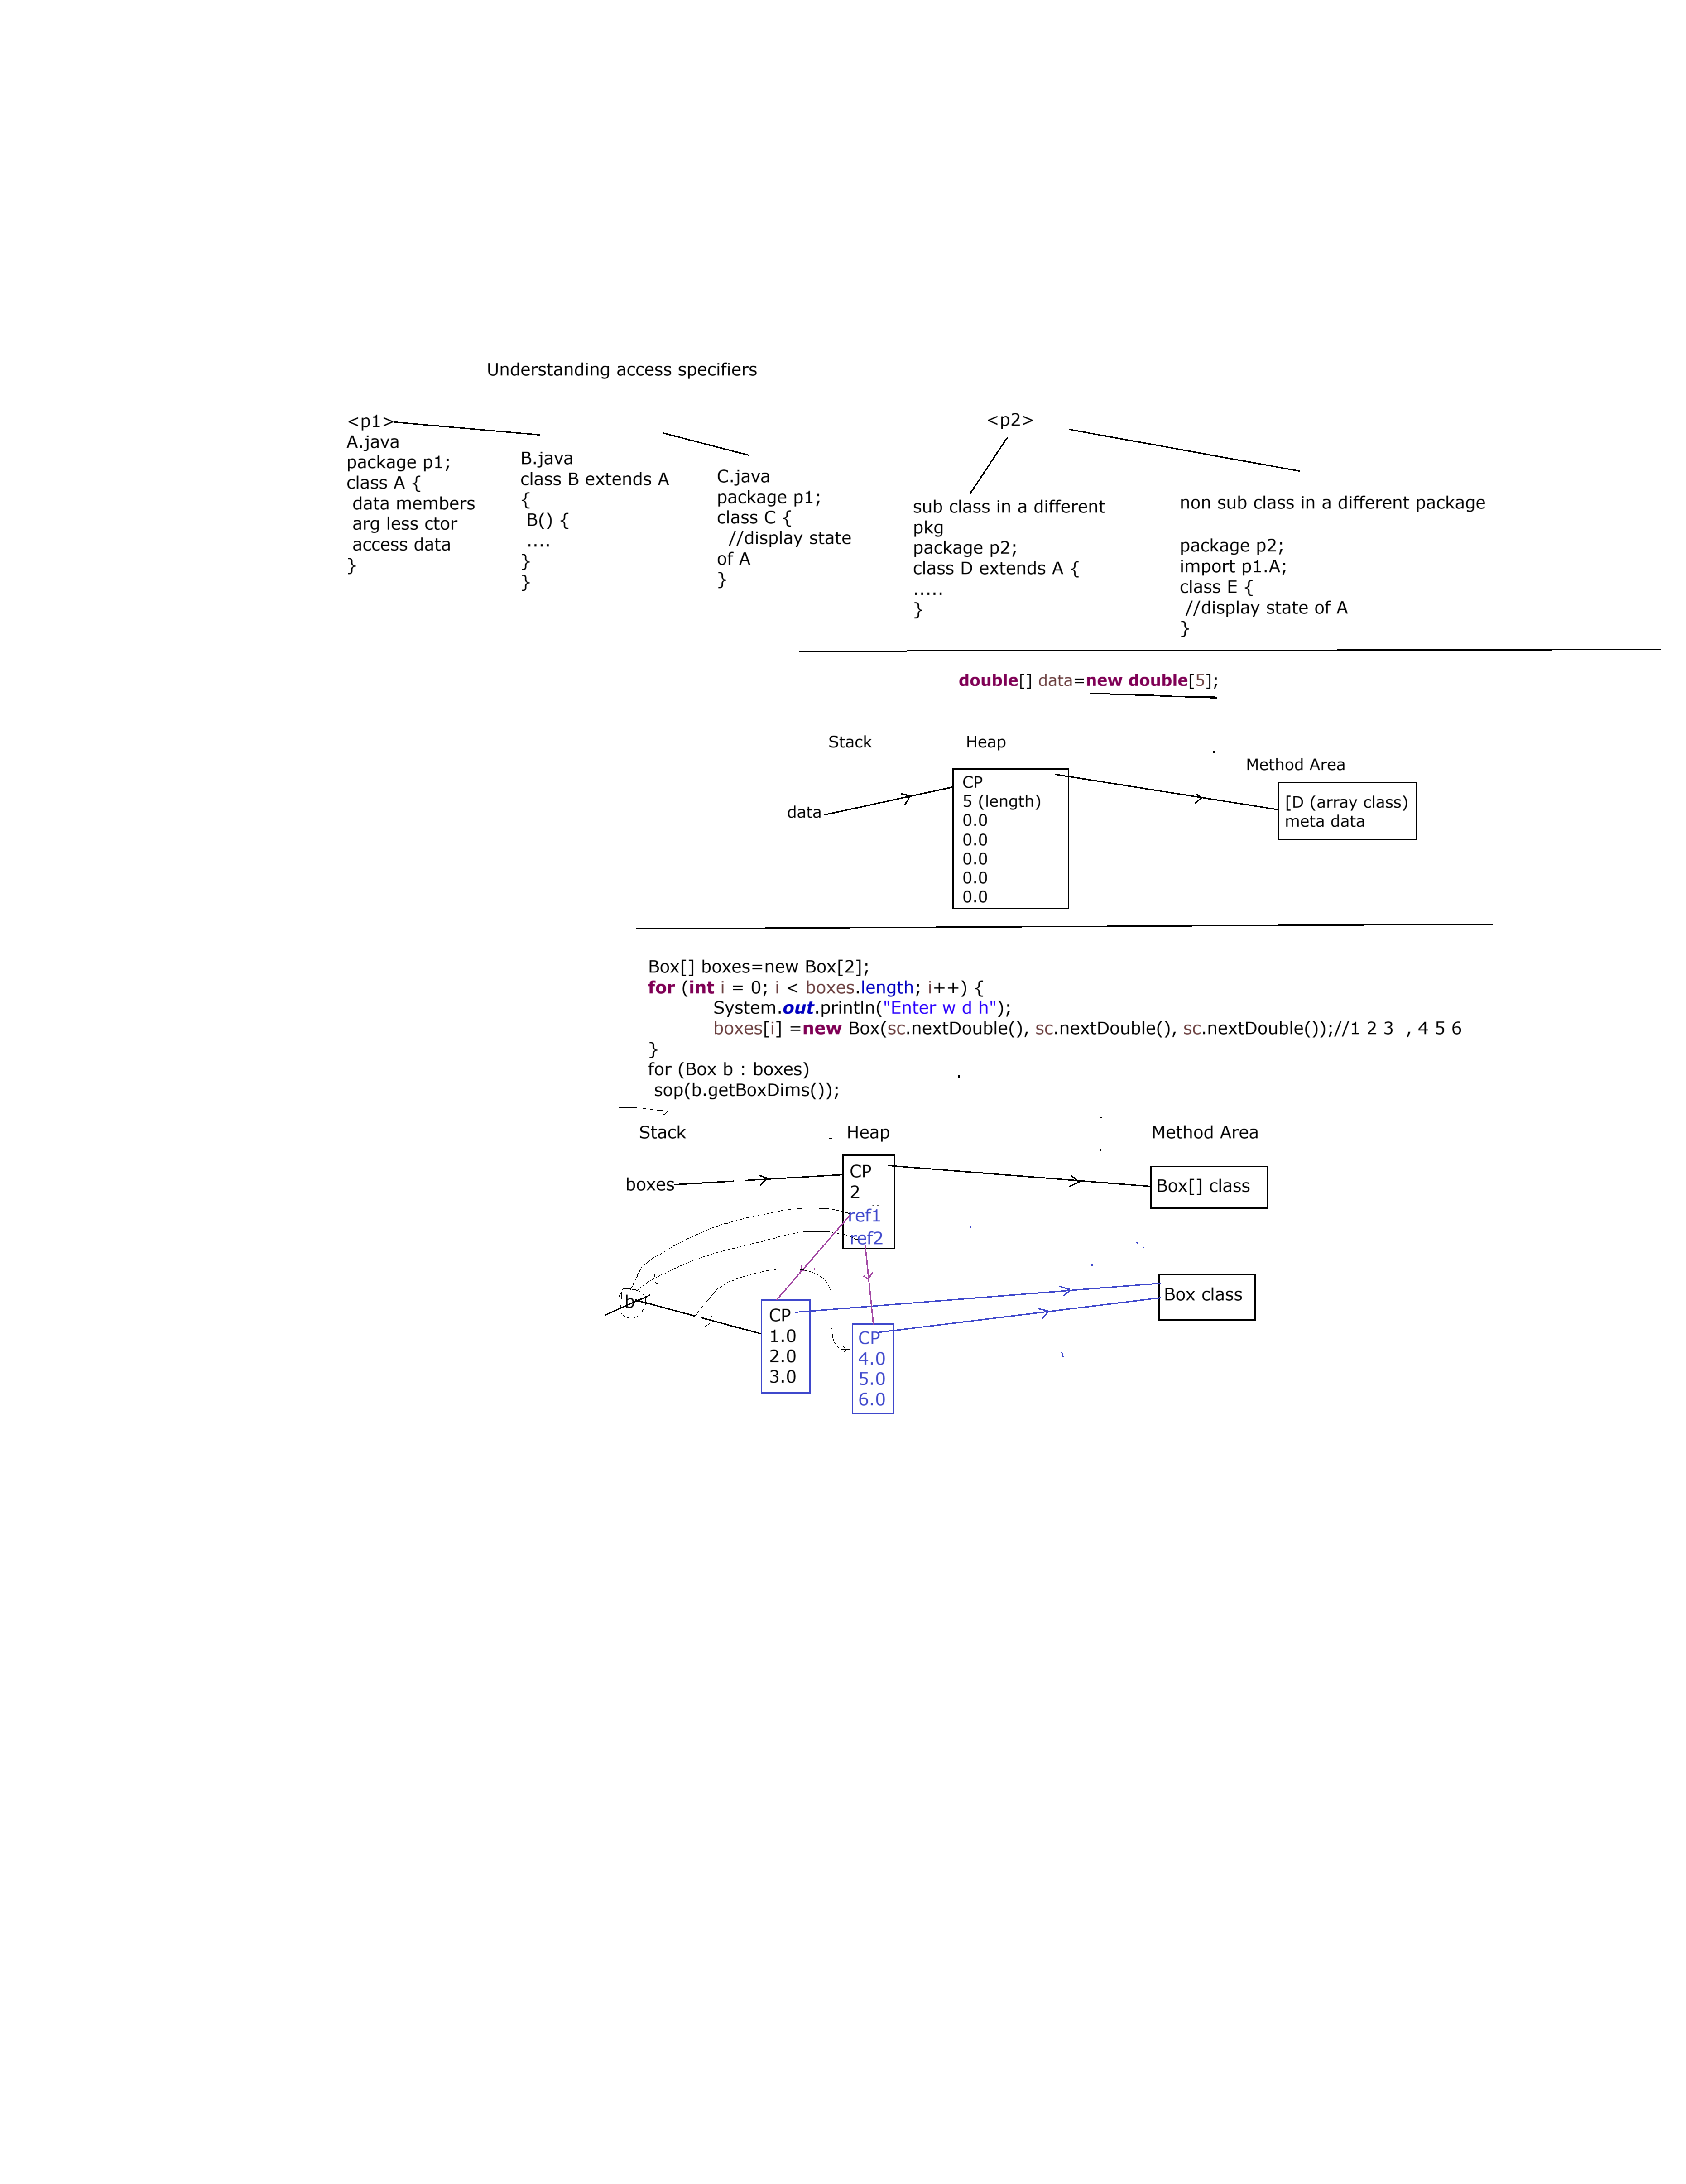 Understanding access specifiers
<p1>
A.java
package p1;
class A {
data members
arg less ctor
access data
}
B.java
class B extends A
{
B() {
....
}
}
C.java
package p1;
class C {
//display state
of A
}
<p2>
sub class in a different
pkg
package p2;
class D extends A {
.....
}
non sub class in a different package
package p2;
import p1.A;
class E {
//display state of A
}
double[] data=new double[5];
Stack
Heap
Method Area
data
CP
5 (length)
0.0
0.0
0.0
0.0
0.0
[D (array class)
meta data
Box[] boxes=new Box[2];
for (int i = 0; i < boxes.length; i++) {
System.out.println("Enter w d h");
boxes[i] =new Box(sc.nextDouble(), sc.nextDouble(), sc.nextDouble());//1 2 3  , 4 5 6
}
for (Box b : boxes)
sop(b.getBoxDims());
Stack
Heap
Method Area
boxes
CP
2
ref1
ref2
Box[] class
b
CP
1.0
2.0
3.0
CP
4.0
5.0
6.0
Box class